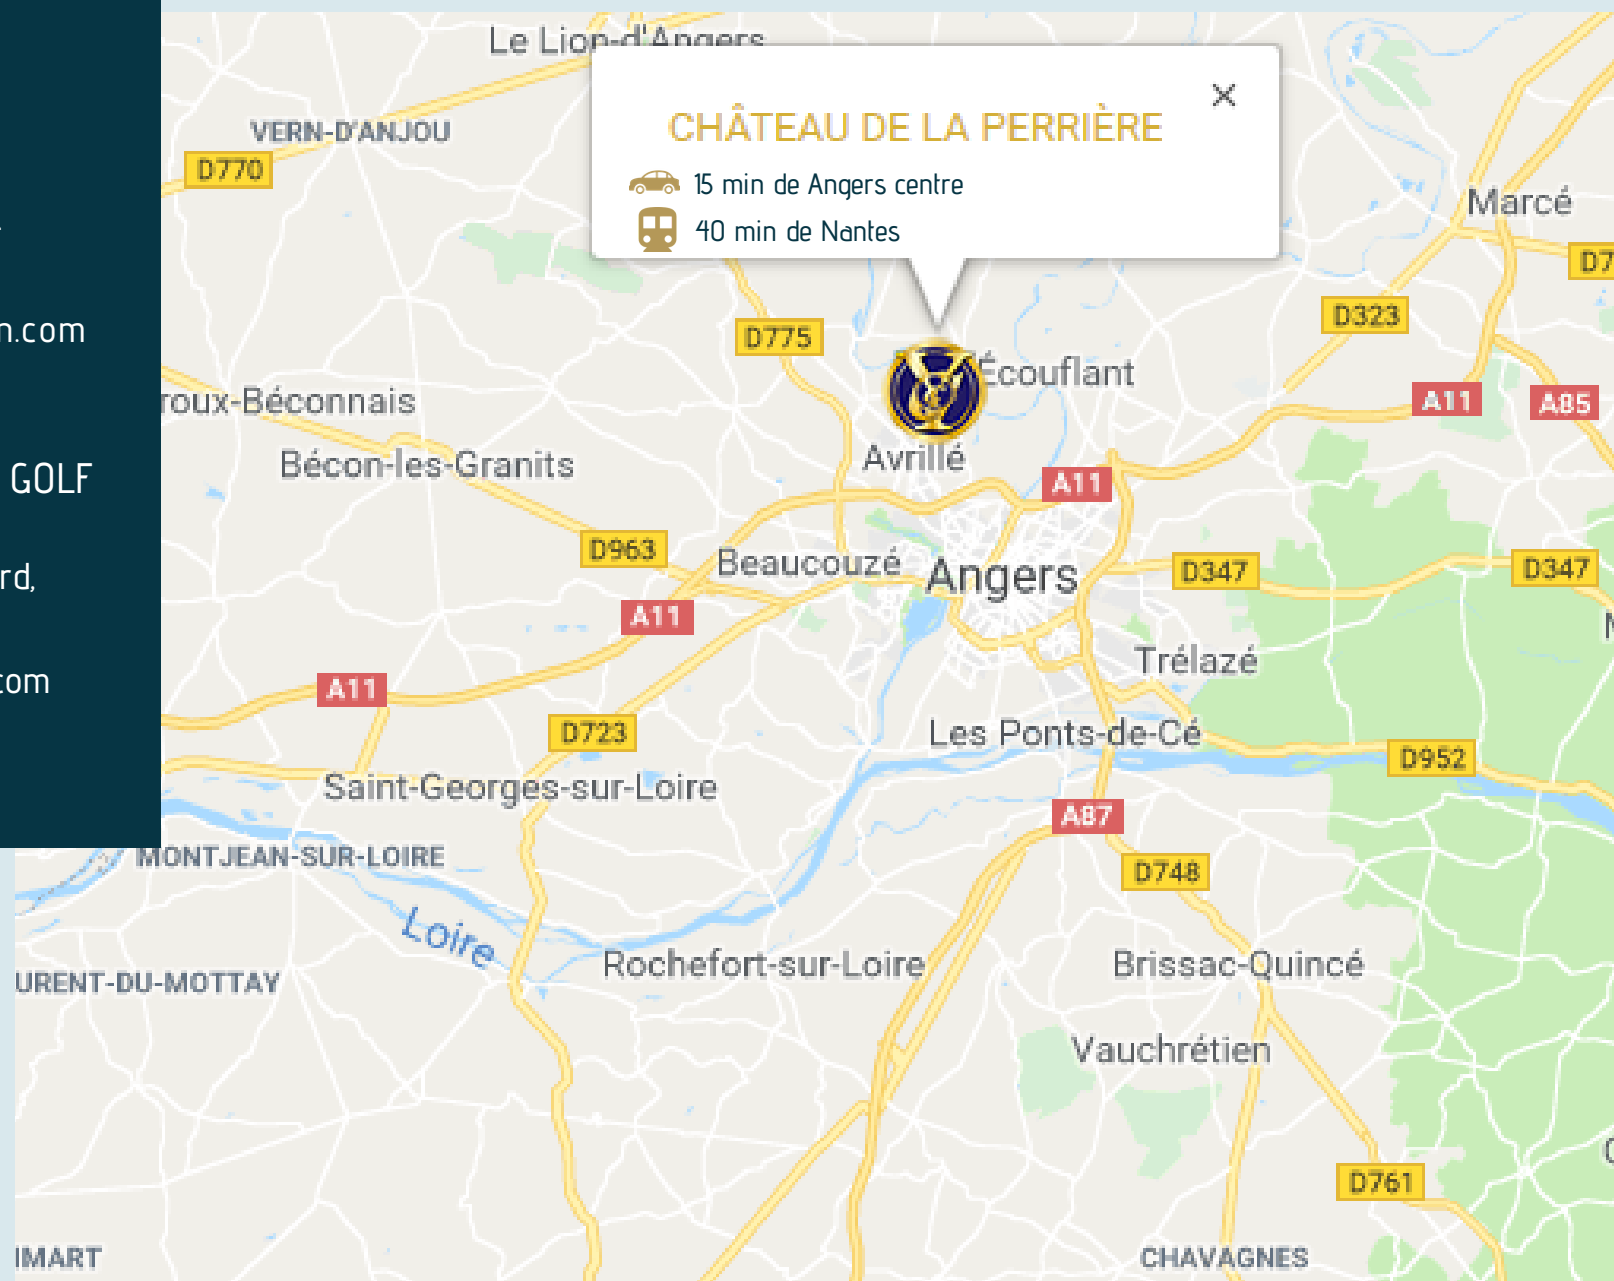 n.com
GOLF
rd,
com
Le Lion-d'Angers
CHÂTEAU DE LA PERRIÈRE
15 min de Angers centre
40 min de Nantes
VERN-D'ANJOU
D770
Marcé
D7
D775
D323
Écouflant
A11
A85
roux-Béconnais
Avrillé
Bécon-les-Granits
A11
D963
Beaucouzé
Angers
D347
D347
A11
Trélazé
A11
D723
Les Ponts-de-Cé
D952
Saint-Georges-sur-Loire
A87
MONTJEAN-SUR-LOIRE
D748
Loire
Rochefort-sur-Loire
Brissac-Quincé
URENT-DU-MOTTAY
Vauchrétien
D761
IMART
CHAVAGNES